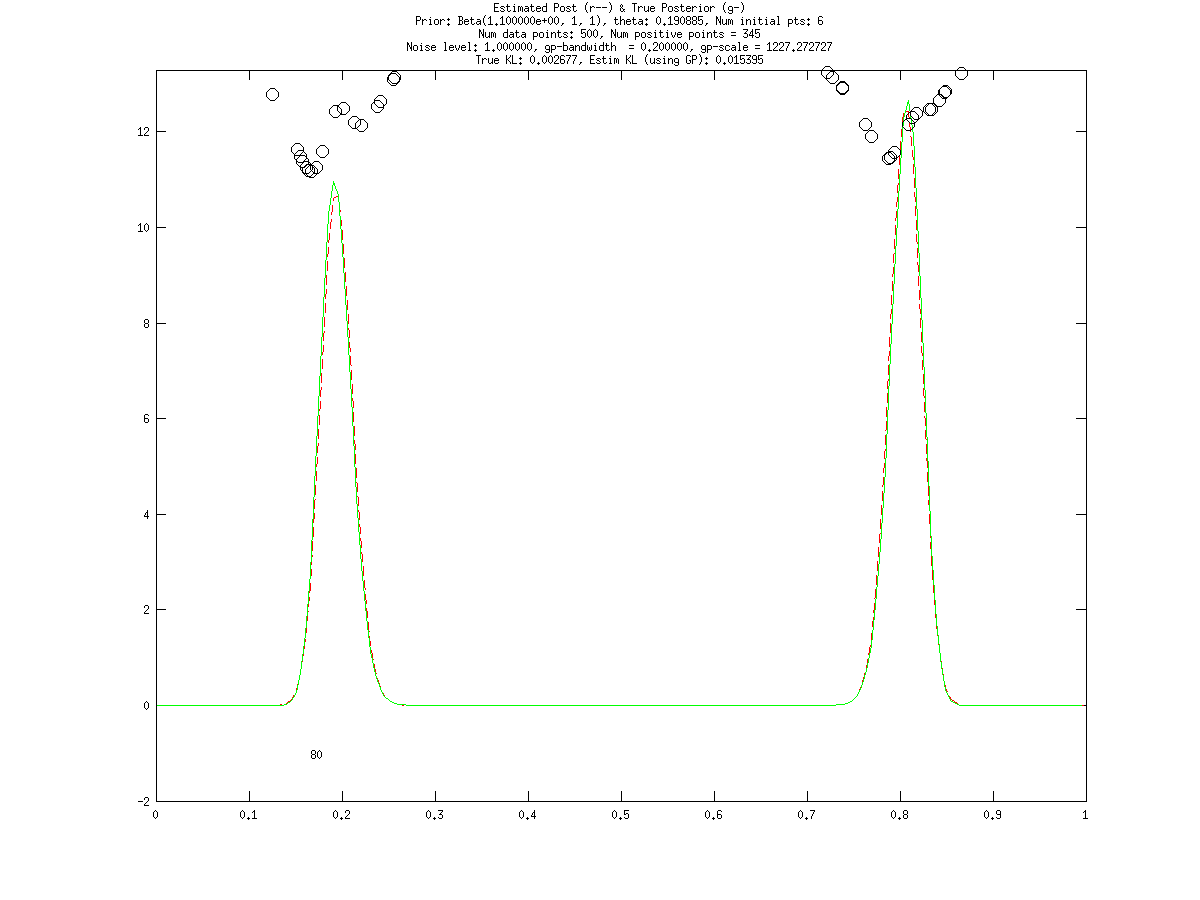 Estimated Post (r--) & True Posterior (g-)
Prior: Beta(1.100000e+00, 1, 1), theta: 0.190885, Num initial pts: 6
Num data points: 500, Num positive points = 345
Noise level: 1.000000, gp-bandwidth  = 0.200000, gp-scale = 1227.272727
True KL: 0.002677, Estim KL (using GP): 0.015395
12
10
8
6
4
2
0
80
-2
0 0.1 0.2 0.3 0.4 0.5 0.6 0.7 0.8 0.9 1